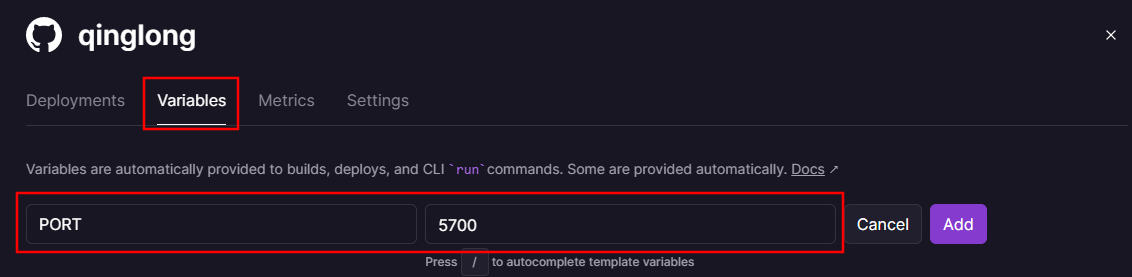 qinglong
Deployments Variables Metrics Settings
Variables are automatically provided to builds, deploys, and CLI `run`commands. Some are provided automatically. Docs ↗
PORT 5700 Cancel Add
Press / to autocomplete template variables